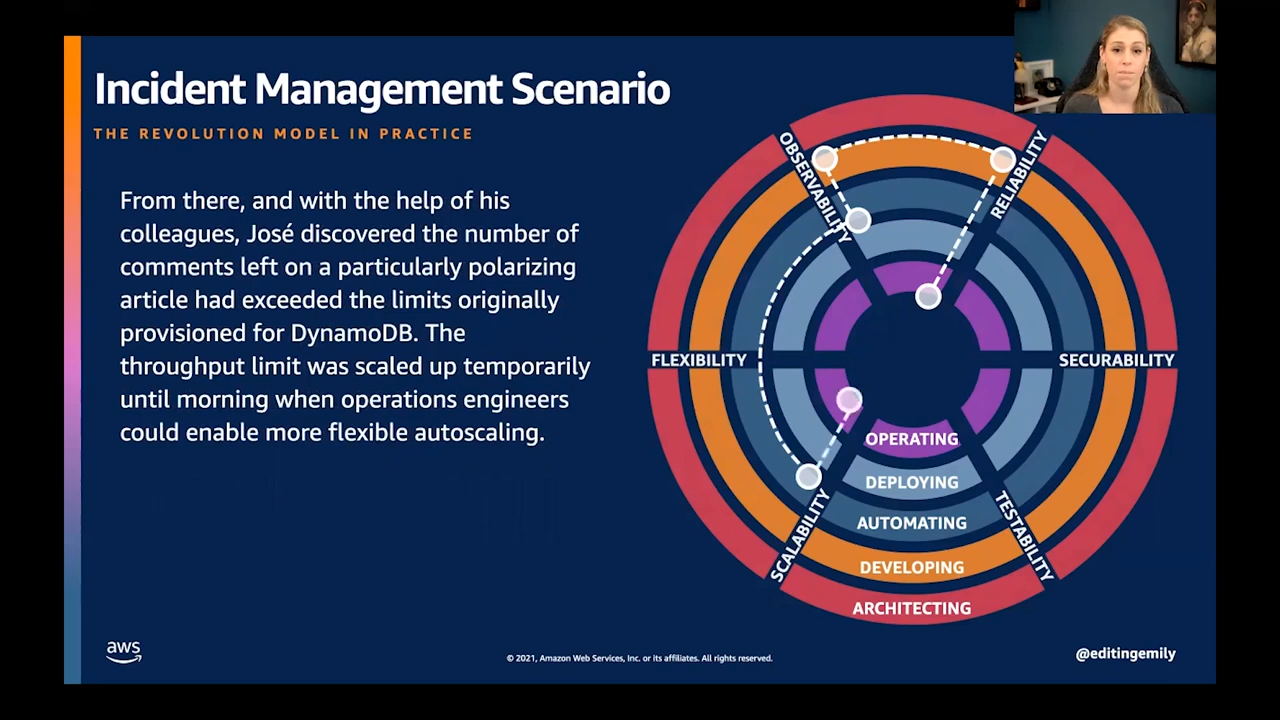 Incident Management Scenario
THE REVOLUTION MODEL IN PRACTICE
From there, and with the help of his
colleagues, José discovered the number of
comments left on a particularly polarizing
article had exceeded the limits originally
provisioned for DynamoDB. The
throughput limit was scaled up temporarily
until morning when operations engineers
could enable more flexible autoscaling.
OBSERVABILITY
RELIABILITY
FLEXIBILITY
SECURABILITY
SCALABILITY
TESTABILITY
OPERATING
DEPLOYING
AUTOMATING
DEVELOPING
ARCHITECTING
aws
© 2021, Amazon Web Services, Inc. or its affiliates. All rights reserved.
@editingemily